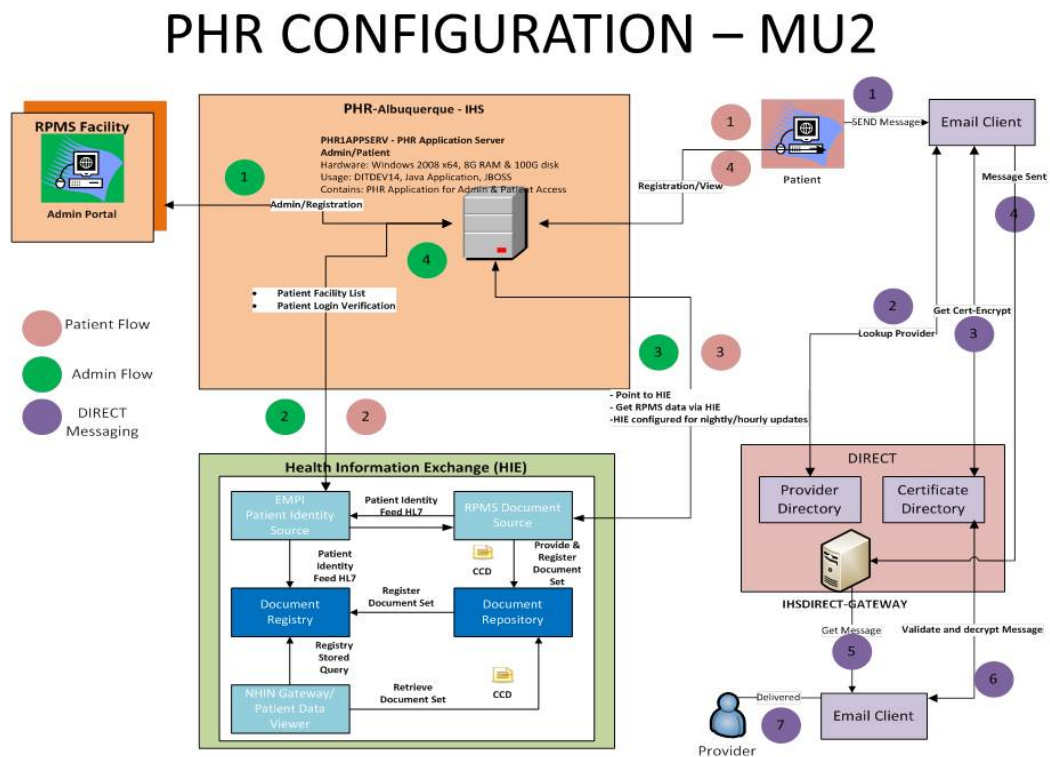 PHR CONFIGURATION – MU2
RPMS Facility
Admin Portal
PHR-Albuquerque - IHS
PHR1APPSERV - PHR Application Server
Admin/Patient
Hardware: Windows 2008 x64, 8G RAM & 100G disk
Usage: DITDEV14, Java Application, JBOSS
Contains: PHR Application for Admin & Patient Access
1
Admin/Registration
4
• Patient Facility List
• Patient Login Verification
1
4
Registration/View
Patient
1
SEND Message
Email Client
Message Sent
4
2
Lookup Provider
Get Cert-Encrypt
3
Patient Flow
Admin Flow
DIRECT
Messaging
2
2
3
3
- Point to HIE
- Get RPMS data via HIE
-HIE configured for nightly/hourly updates
Health Information Exchange (HIE)
EMPI
Patient Identity
Source
Patient Identity
Feed HL7
RPMS Document
Source
Patient
Identity
Feed HL7
CCD
Provide &
Register
Document
Set
Document
Registry
Register
Document Set
Document
Repository
Registry
Stored
Query
NHIN Gateway/
Patient Data
Viewer
Retrieve
Document Set
CCD
DIRECT
Provider
Directory
Certificate
Directory
IHSDIRECT-GATEWAY
Get Message
5
Validate and decrypt Message
6
Email Client
Delivered
7
Provider